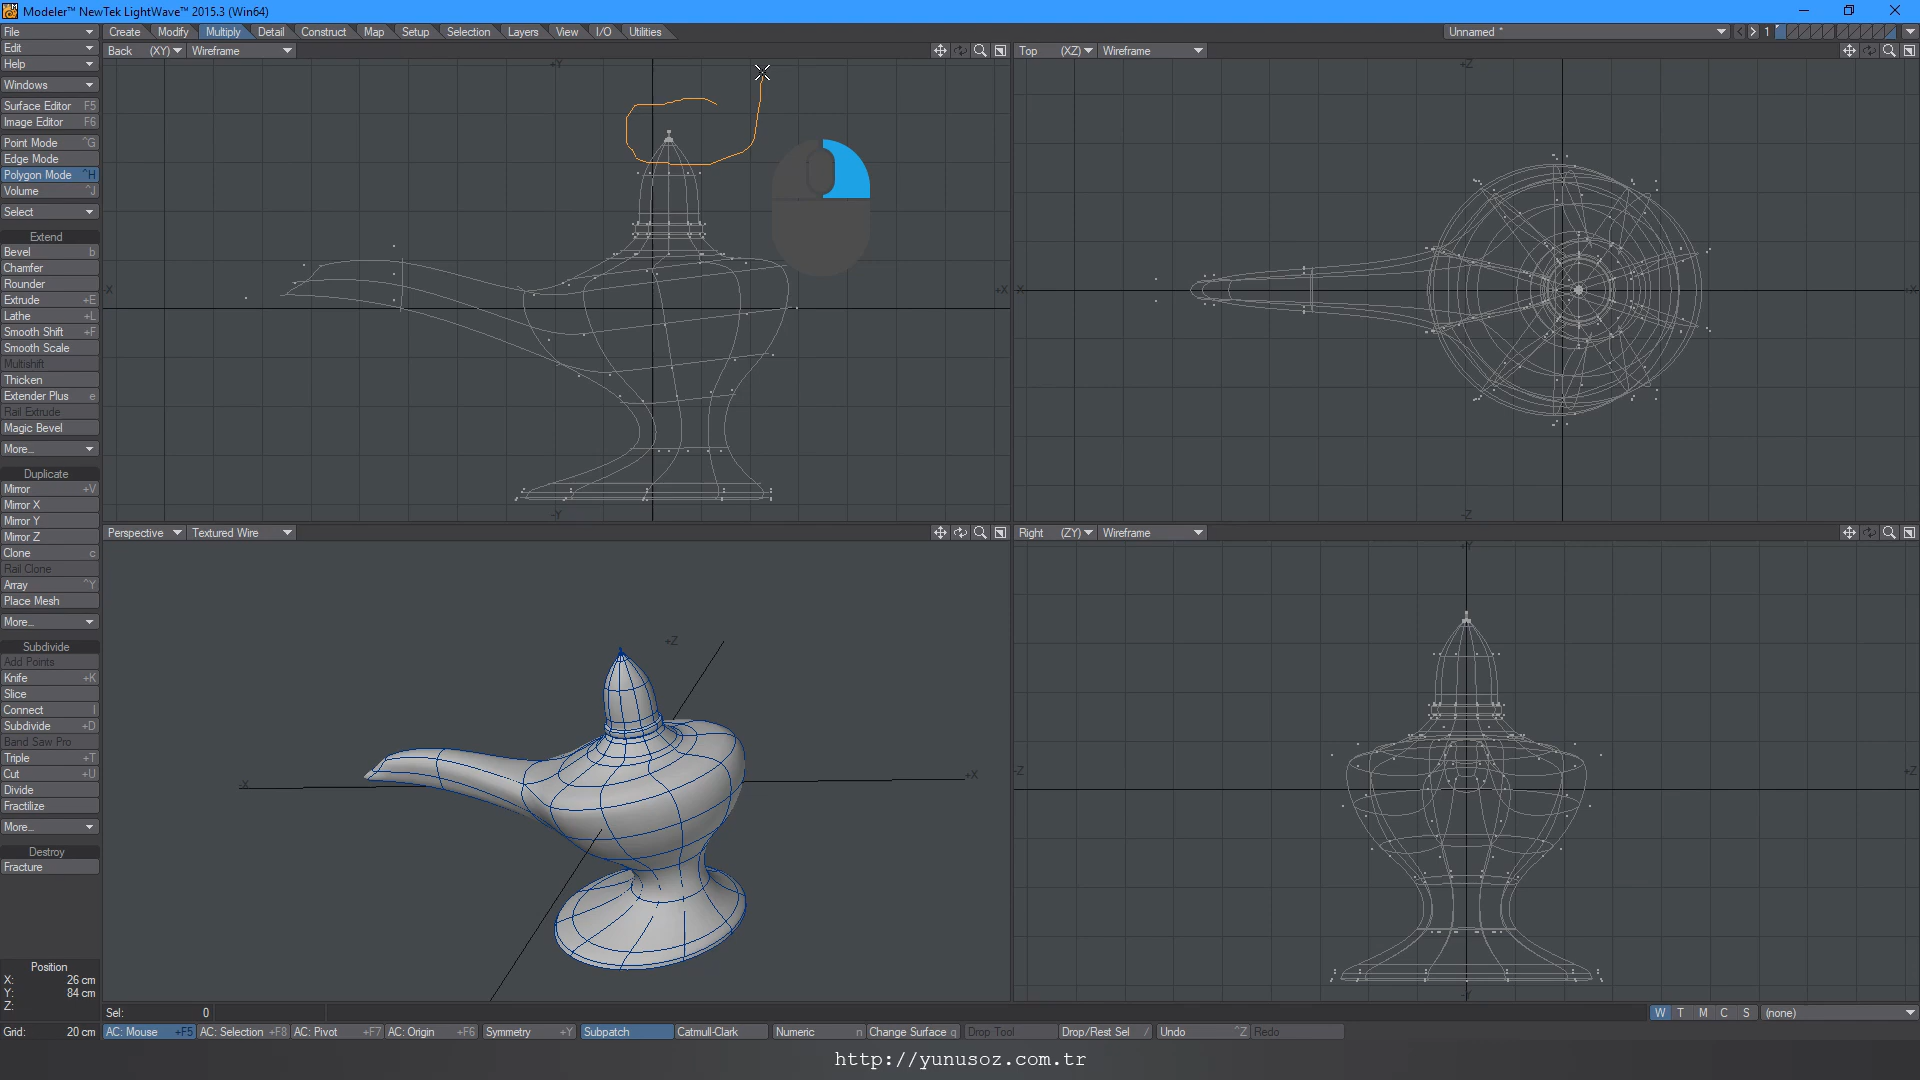 Modeler™ NewTek LightWave™ 2015.3 (Win64)
File
Create Modify Multiply Detail Construct Map Setup Selection Layers View I/O Utilities
Unnamed * 1
Edit
Help
Windows
Surface Editor F5
Image Editor F6
Point Mode ^G
Edge Mode
Polygon Mode ^H
Volume ^J
Select
Extend
Bevel b
Chamfer
Rounder
Extrude +E
Lathe +L
Smooth Shift +F
Smooth Scale
Multishift
Thicken
Extender Plus e
Rail Extrude
Magic Bevel
More...
Duplicate
Mirror +V
Mirror X
Mirror Y
Mirror Z
Clone c
Rail Clone
Array ^Y
Place Mesh
More...
Subdivide
Add Points
Knife +K
Slice
Connect l
Subdivide +D
Band Saw Pro
Triple +T
Cut +U
Divide
Fractilize
More...
Destroy
Fracture
Position
X: 26 cm
Y: 84 cm
Z:
Grid: 20 cm
Back (XY) Wireframe
+Y
-X
+X
-Y
Top (XZ) Wireframe
+Z
-X
+X
-Z
Perspective Textured Wire
+Z
-X
+X
Right (ZY) Wireframe
+Y
-Z
+Z
-Y
Sel: 0
W T M C S (none)
AC: Mouse +F5 AC: Selection +F8 AC: Pivot +F7 AC: Origin +F6 Symmetry +Y Subpatch Catmull-Clark Numeric n Change Surface q Drop Tool Drop/Rest Sel / Undo ^Z Redo
http://yunusoz.com.tr